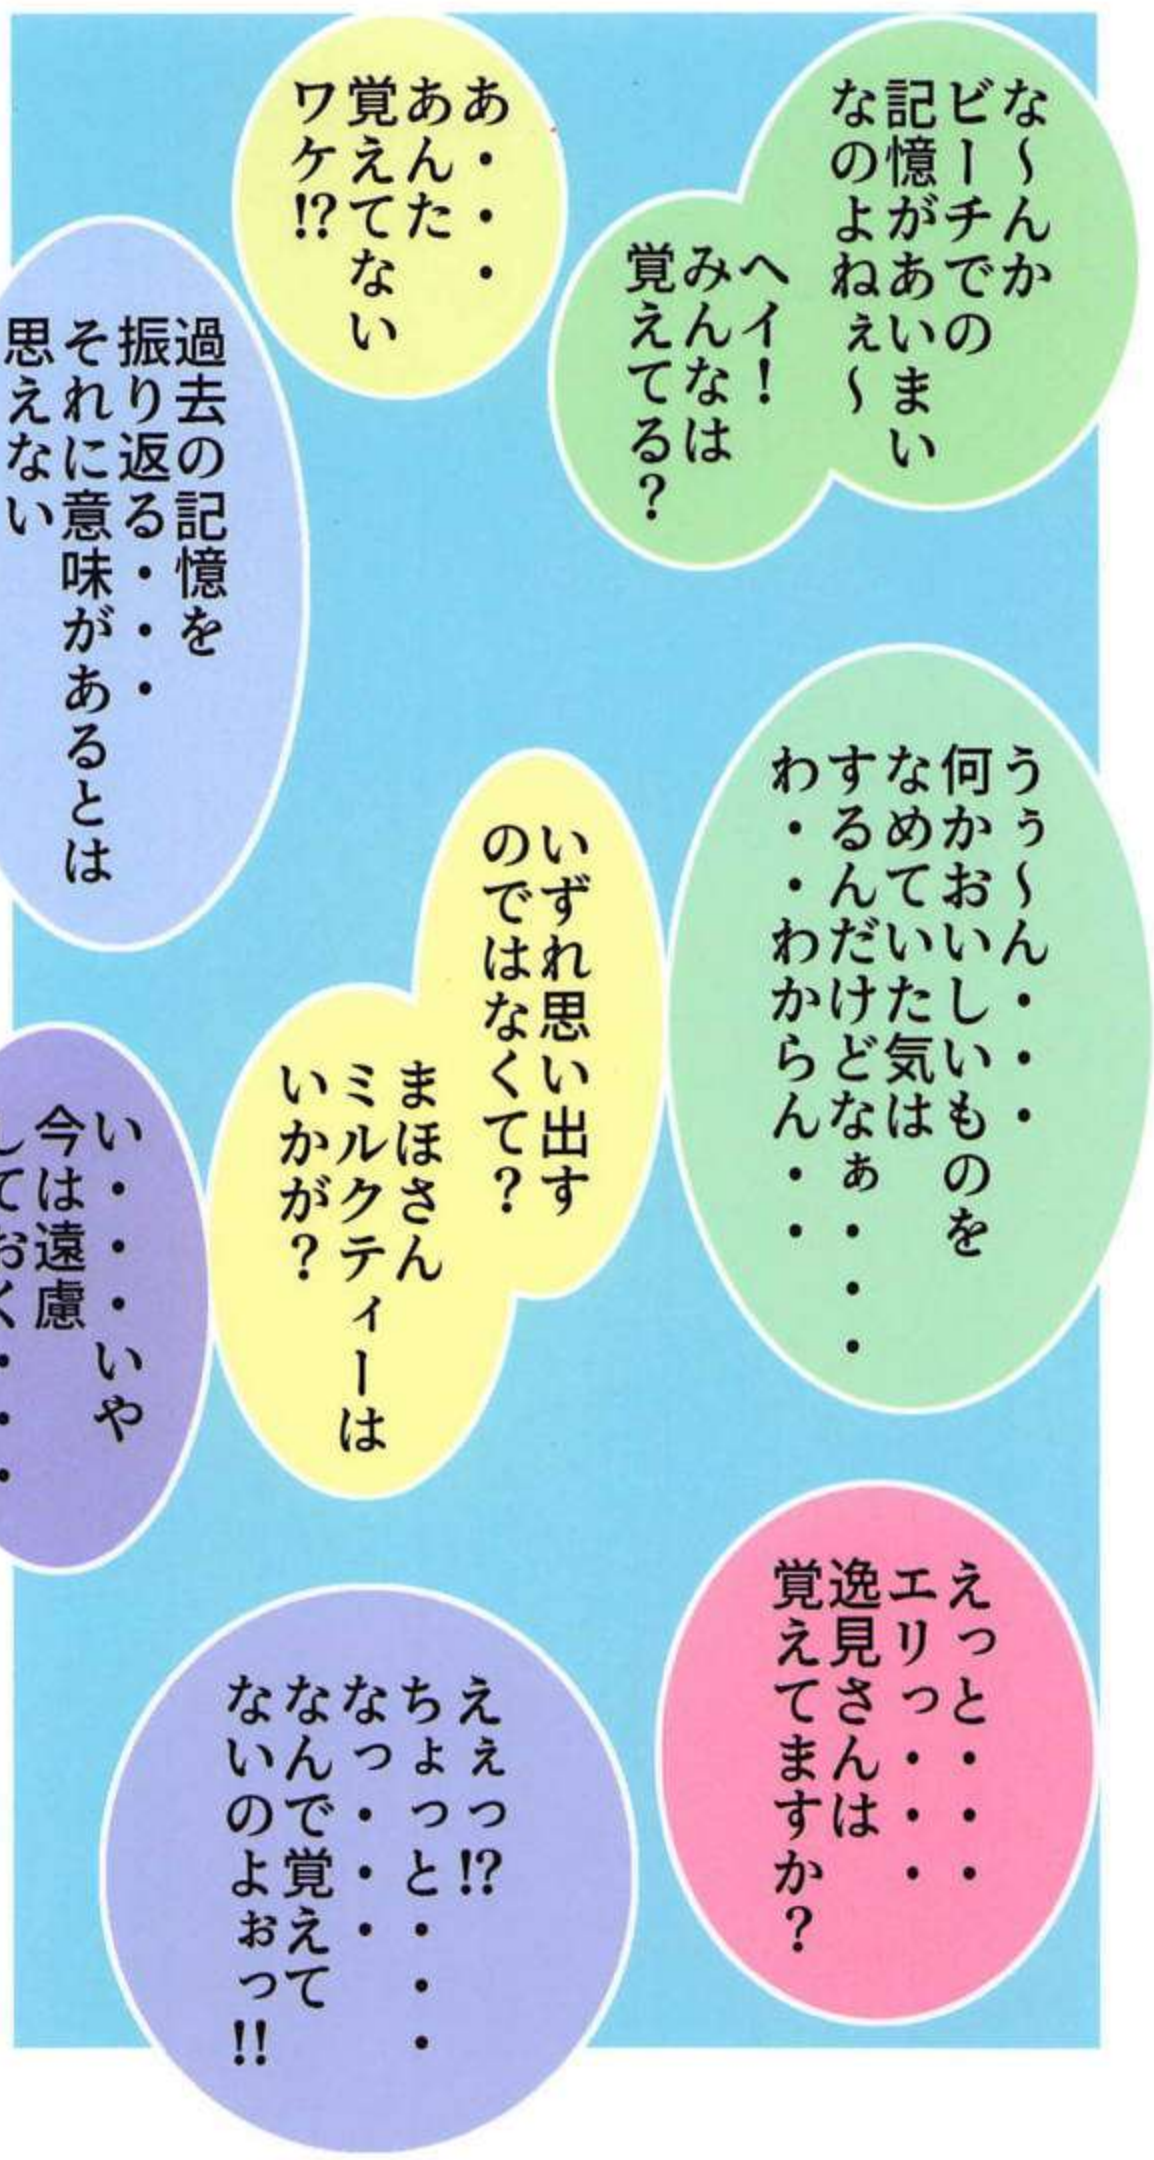 な～んか
ビーチでの
記憶があいまい
なのよねぇ～
ヘイ！
みんなは
覚えてる？
あ・・・
あんた
覚えてない
ワケ!?
過去の記憶を
振り返る・・・
それに意味があるとは
思えない
うぅ～ん・・・
何かおいしいものを
なめていた気は
するんだけどなぁ・・・
わ・・わからん・・
いずれ思い出す
のではなくて？
まほさん
ミルクティーは
いかが？
い・・・いや
今は遠慮
しておく・・・
えっと・・・
エリっ・・・
逸見さんは
覚えてますか？
えぇっ!?
ちょっと・・・
なっ・・・
なんで覚えて
ないのよぉっ!!